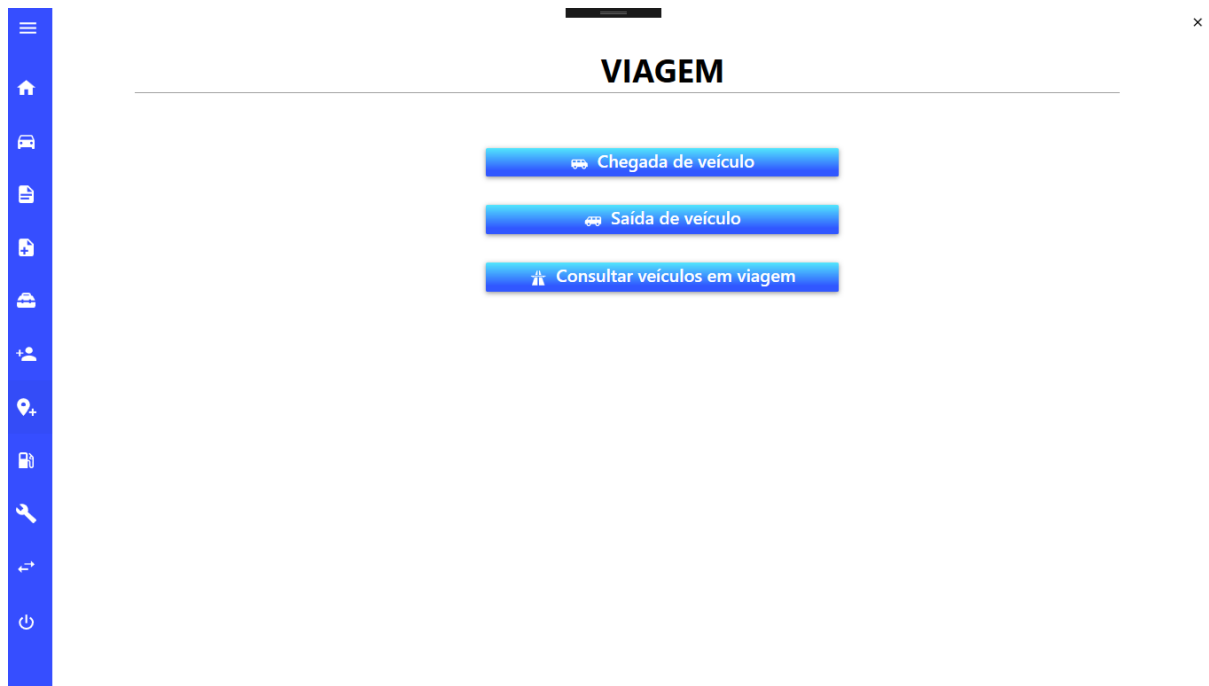 VIAGEM
Chegada de veículo
Saída de veículo
Consultar veículos em viagem